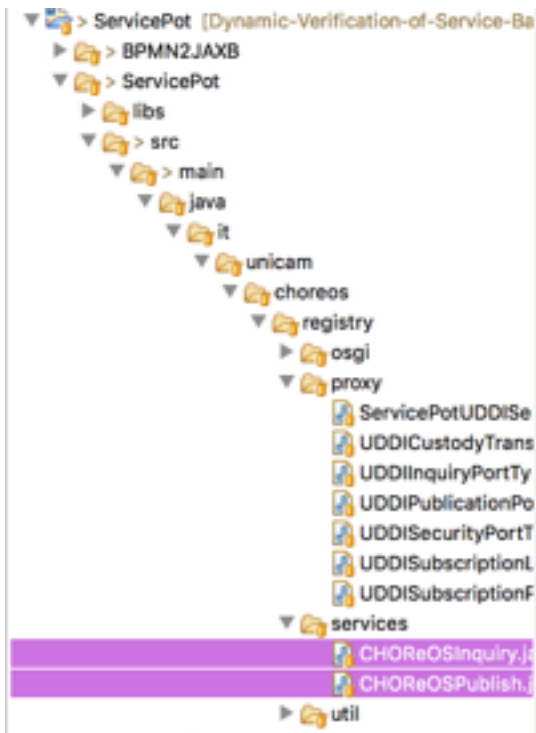 > ServicePot [Dynamic-Verification-of-Service-Ba
> BPMN2JAXB
> ServicePot
libs
> src
> main
java
it
unicam
choreos
registry
osgi
proxy
ServicePotUDDISe
UDDICustodyTrans
UDDIInquiryPortTy
UDDIPublicationPo
UDDISecurityPortT
UDDISubscriptionL
UDDISubscriptionF
services
CHOReOSInquiry.ja
CHOReOSPublish.j
util